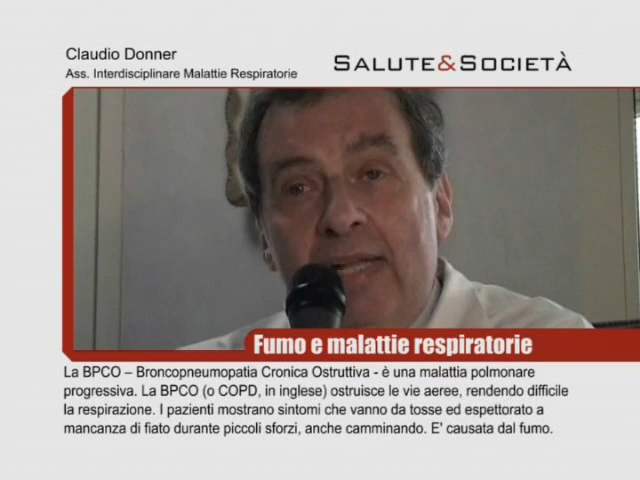 Claudio Donner
Ass. Interdisciplinare Malattie Respiratorie
SALUTE&SOCIETÀ
Fumo e malattie respiratorie
La BPCO – Broncopneumopatia Cronica Ostruttiva - è una malattia polmonare
progressiva. La BPCO (o COPD, in inglese) ostruisce le vie aeree, rendendo difficile
la respirazione. I pazienti mostrano sintomi che vanno da tosse ed espettorato a
mancanza di fiato durante piccoli sforzi, anche camminando. E' causata dal fumo.